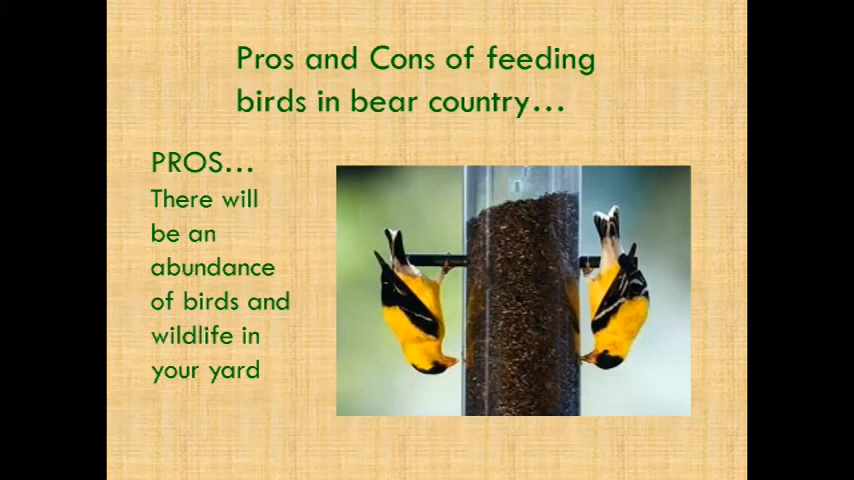 Pros and Cons of feeding
birds in bear country…
PROS…
There will
be an
abundance
of birds and
wildlife in
your yard